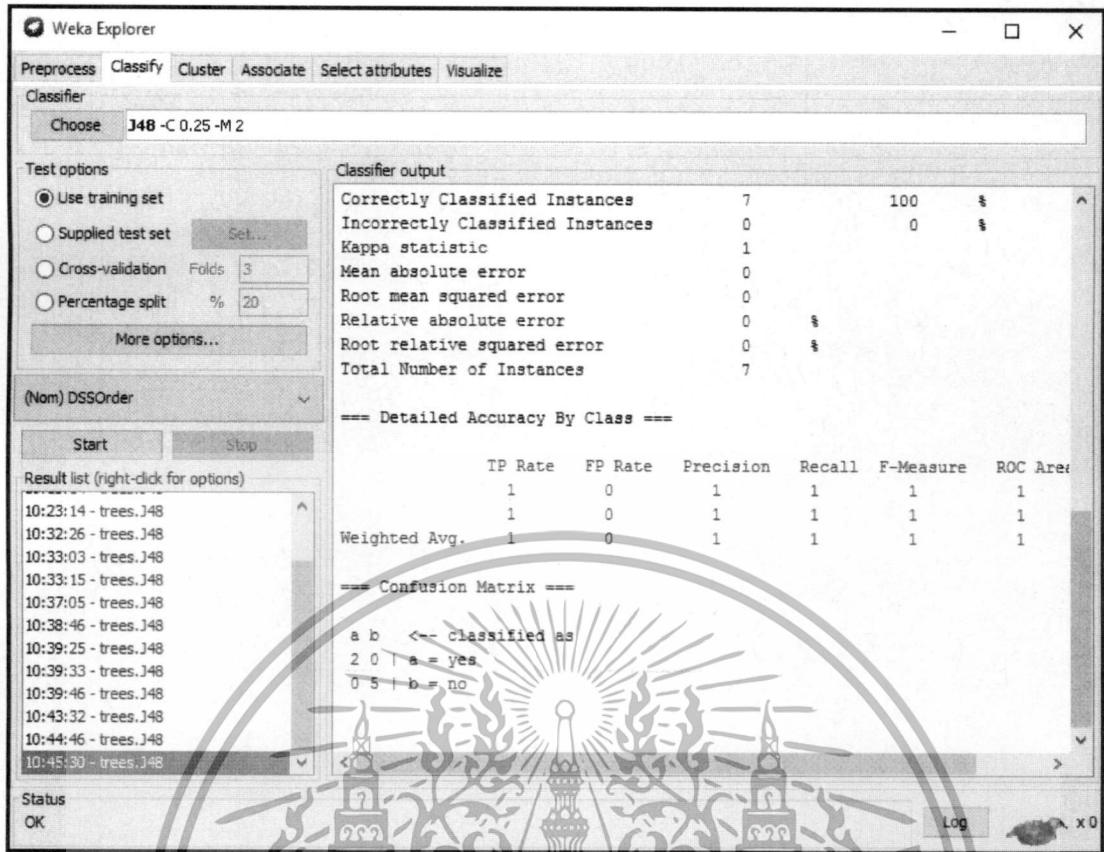 Weka Explorer
Preprocess Classify Cluster Associate Select attributes Visualize
Classifier
Choose J48 -C 0.25 -M 2
Test options
Use training set
Supplied test set Set...
Cross-validation Folds 3
Percentage split % 20
More options...
(Nom) DSSOrder
Start Stop
Result list (right-click for options)
10:23:14 - trees.J48
10:32:26 - trees.J48
10:33:03 - trees.J48
10:33:15 - trees.J48
10:37:05 - trees.J48
10:38:46 - trees.J48
10:39:25 - trees.J48
10:39:33 - trees.J48
10:39:46 - trees.J48
10:43:32 - trees.J48
10:44:46 - trees.J48
10:45:30 - trees.J48
Classifier output
Correctly Classified Instances 7 100 %
Incorrectly Classified Instances 0 0 %
Kappa statistic 1
Mean absolute error 0
Root mean squared error 0
Relative absolute error 0 %
Root relative squared error 0 %
Total Number of Instances 7
=== Detailed Accuracy By Class ===
TP Rate FP Rate Precision Recall F-Measure ROC Area
1 0 1 1 1 1
1 0 1 1 1 1
Weighted Avg. 1 0 1 1 1 1
=== Confusion Matrix ===
a b <-- classified as
2 0 | a = yes
0 5 | b = no
Status
OK
Log
x 0